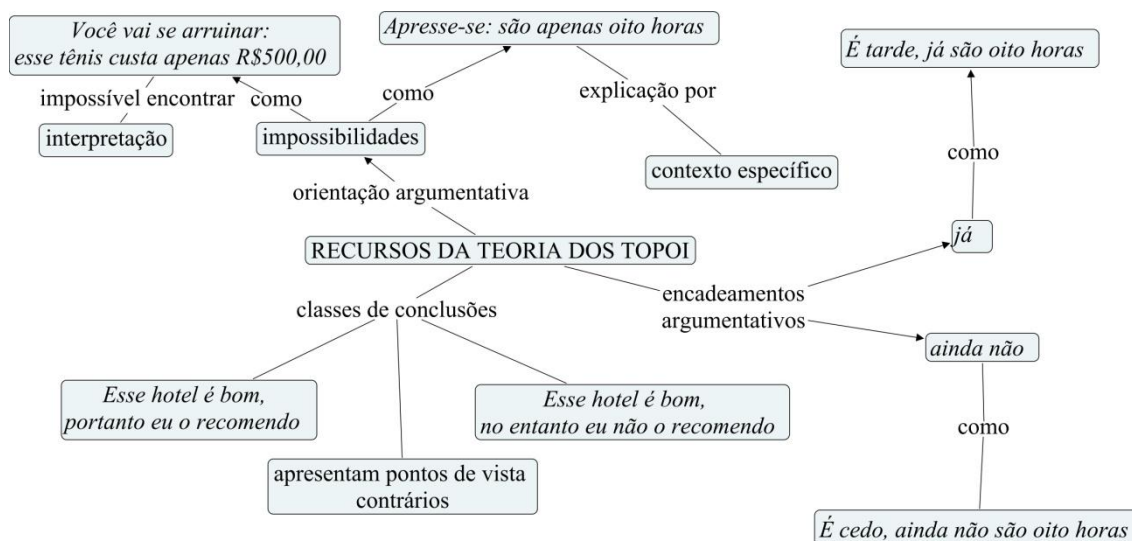 Você vai se arruinar:
esse tênis custa apenas R$500,00
Apresse-se: são apenas oito horas
É tarde, já são oito horas
impossível encontrar
como
como
explicação por
interpretação
impossibilidades
contexto específico
como
orientação argumentativa
já
RECURSOS DA TEORIA DOS TOPOI
classes de conclusões
encadeamentos
argumentativos
ainda não
Esse hotel é bom,
portanto eu o recomendo
Esse hotel é bom,
no entanto eu não o recomendo
como
apresentam pontos de vista
contrários
É cedo, ainda não são oito horas